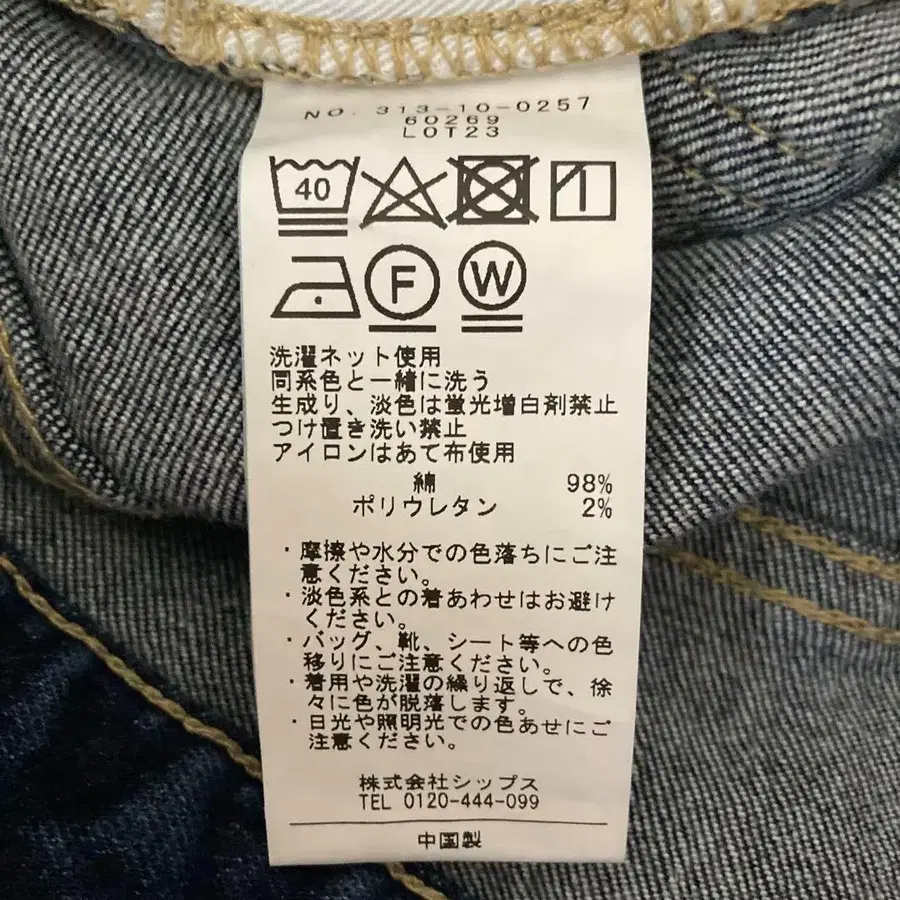 NO. 313-10-0257
60269
LOT23
40
F
W
洗濯ネット使用
同系色と一緒に洗う
生成り、淡色は蛍光増白剤禁止
つけ置き洗い禁止
アイロンはあて布使用
綿 98%
ポリウレタン 2%
・摩擦や水分での色落ちにご注
意ください。
・淡色系との着あわせはお避け
ください。
・バッグ、靴、シート等への色
移りにご注意ください。
・着用や洗濯の繰り返しで、徐
々に色が脱落します。
・日光や照明光での色あせにご
注意ください。
株式会社シップス
TEL 0120-444-099
中国製